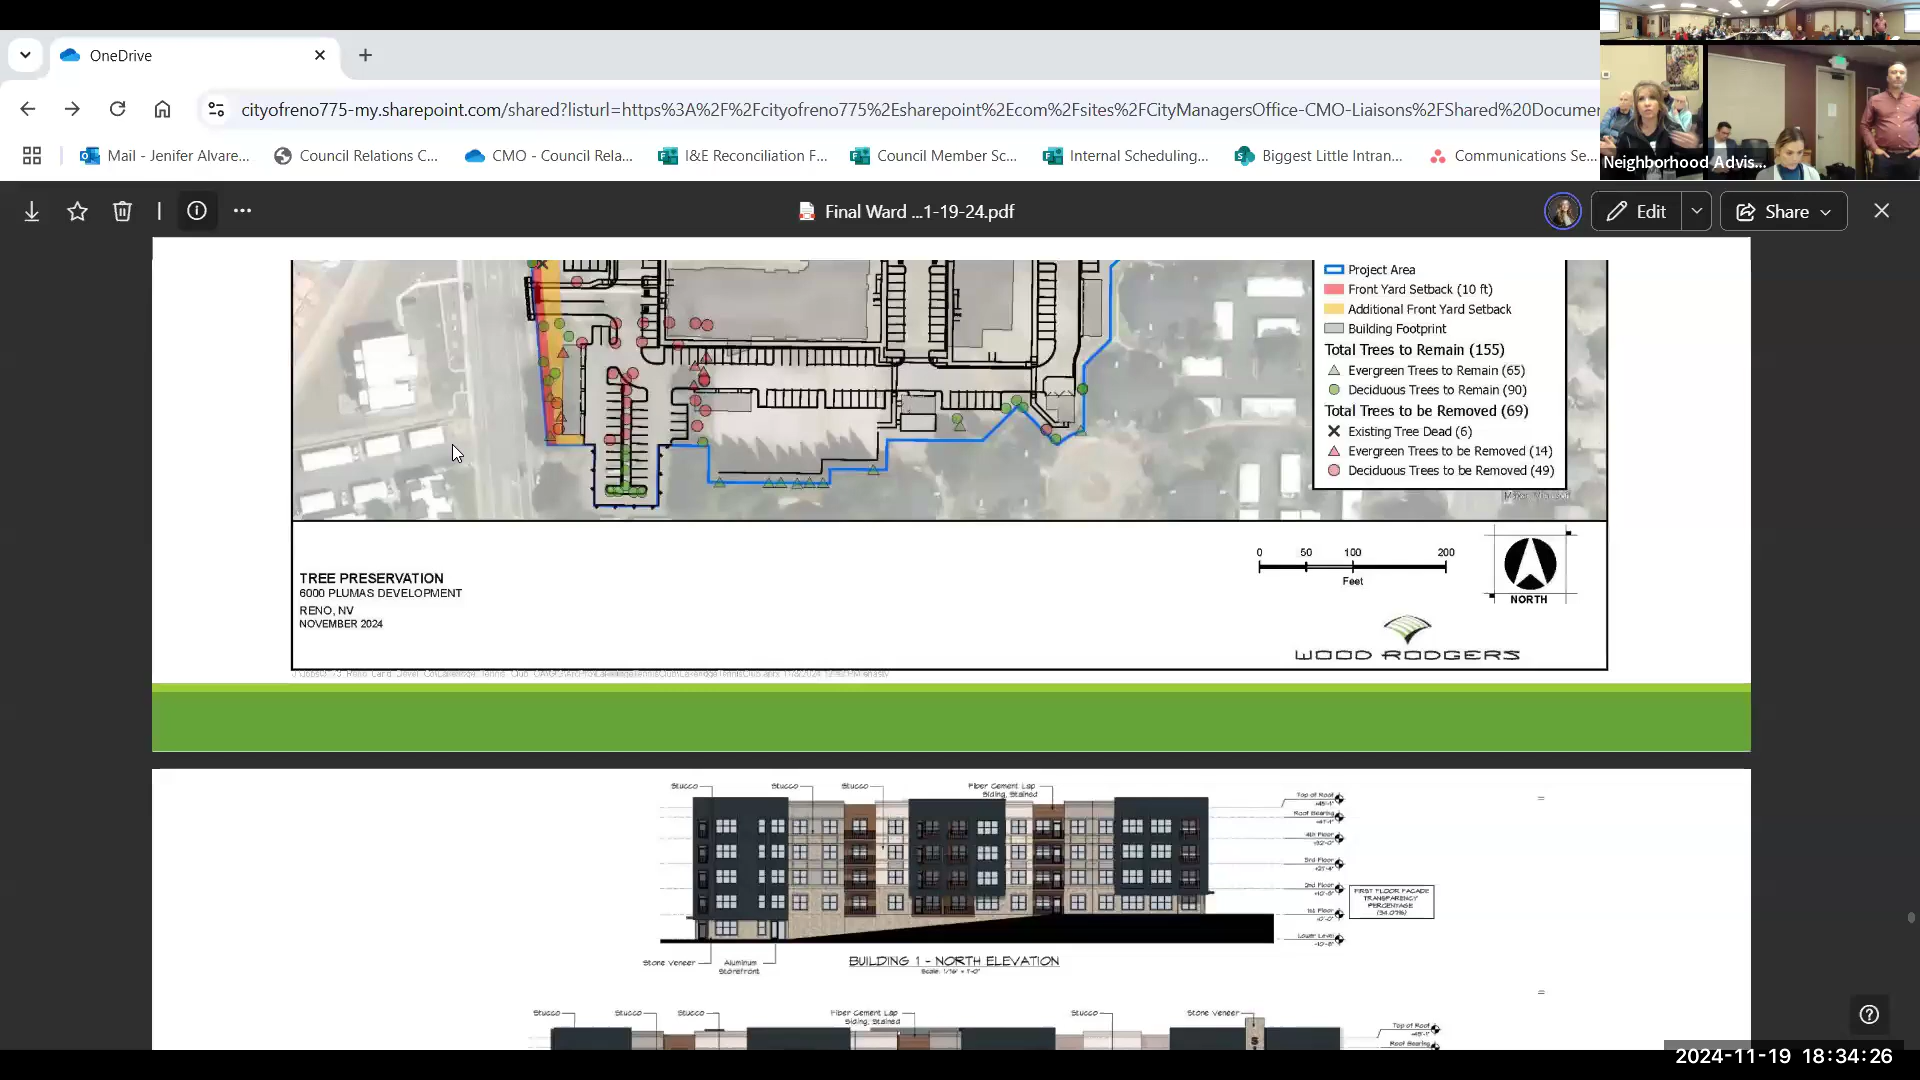 OneDrive
cityofreno775-my.sharepoint.com/shared?listurl=https%3A%2F%2Fcityofreno775%2Esharepoint%2Ecom%2Fsites%2FCityManagersOffice-CMO-Liaisons%2FShared%20Documen
Mail - Jenifer Alvare...
Council Relations C...
CMO - Council Rela...
I&E Reconciliation F...
Council Member Sc...
Internal Scheduling...
Biggest Little Intran...
Communications Se...
Neighborhood Advis...
Final Ward ...1-19-24.pdf
Edit
Share
Project Area
Front Yard Setback (10 ft)
Additional Front Yard Setback
Building Footprint
Total Trees to Remain (155)
Evergreen Trees to Remain (65)
Deciduous Trees to Remain (90)
Total Trees to be Removed (69)
Existing Tree Dead (6)
Evergreen Trees to be Removed (14)
Deciduous Trees to be Removed (49)
TREE PRESERVATION
6000 PLUMAS DEVELOPMENT
RENO, NV
NOVEMBER 2024
0 50 100 200
Feet
NORTH
WOOD RODGERS
Stucco
Stucco
Stucco
Fiber Cement Lap
Siding, Stained
Top of Roof
Roof Bearing
4th Floor
3rd Floor
2nd Floor
1st Floor
Lower Level
FIRST FLOOR FACADE
TRANSPARENCY
PERCENTAGE
Stone Veneer
Aluminum
Storefront
BUILDING 1 - NORTH ELEVATION
Scale: 1/16" = 1'-0"
Stucco
Stucco
Stucco
Fiber Cement Lap
Siding, Stained
Stucco
Stone Veneer
Top of Roof
Roof Bearing
S
2024-11-19 18:34:26